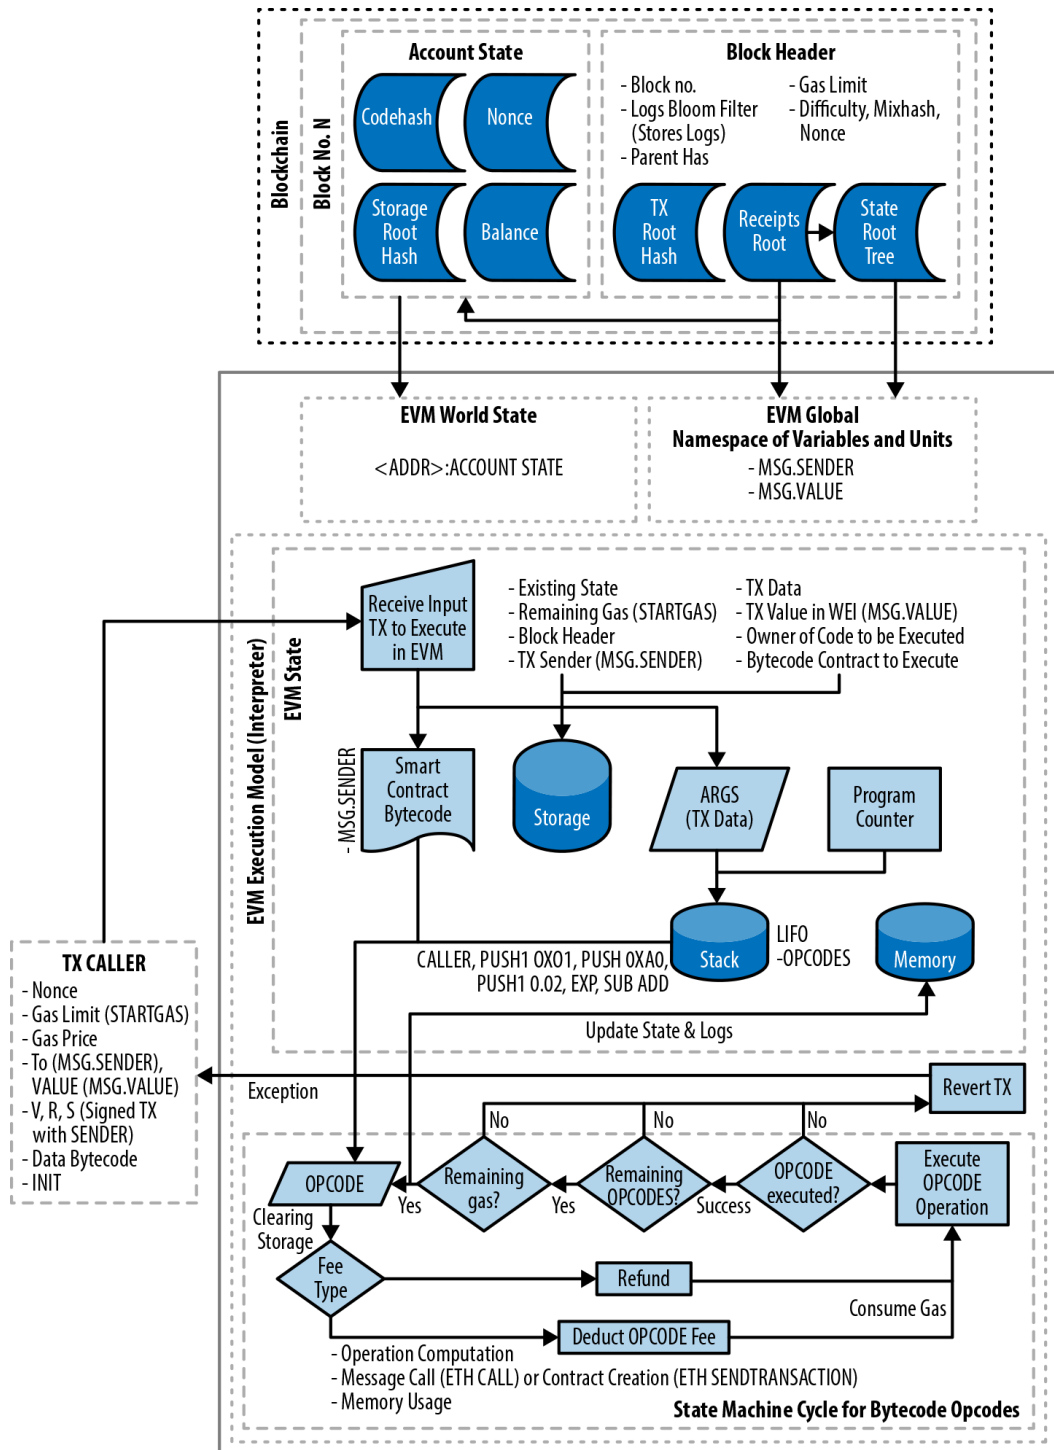 Blockchain
Block No. N
Account State
Codehash
Nonce
Storage
Root
Hash
Balance
Block Header
- Block no.
- Logs Bloom Filter
(Stores Logs)
- Parent Has
- Gas Limit
- Difficulty, Mixhash,
Nonce
TX
Root
Hash
Receipts
Root
State
Root
Tree
EVM World State
<ADDR>:ACCOUNT STATE
EVM Global
Namespace of Variables and Units
- MSG.SENDER
- MSG.VALUE
EVM Execution Model (Interpreter)
EVM State
Receive Input
TX to Execute
in EVM
- Existing State
- Remaining Gas (STARTGAS)
- Block Header
- TX Sender (MSG.SENDER)
- TX Data
- TX Value in WEI (MSG.VALUE)
- Owner of Code to be Executed
- Bytecode Contract to Execute
- MSG.SENDER
Smart
Contract
Bytecode
Storage
ARGS
(TX Data)
Program
Counter
CALLER, PUSH1 0X01, PUSH 0XA0,
PUSH1 0.02, EXP, SUB ADD
Stack
LIFO
-OPCODES
Memory
Update State & Logs
TX CALLER
- Nonce
- Gas Limit (STARTGAS)
- Gas Price
- To (MSG.SENDER),
VALUE (MSG.VALUE)
- V, R, S (Signed TX
with SENDER)
- Data Bytecode
- INIT
Exception
Revert TX
No
No
No
OPCODE
Yes
Remaining
gas?
Yes
Remaining
OPCODES?
Success
OPCODE
executed?
Execute
OPCODE
Operation
Clearing
Storage
Fee
Type
Refund
Consume Gas
Deduct OPCODE Fee
- Operation Computation
- Message Call (ETH CALL) or Contract Creation (ETH SENDTRANSACTION)
- Memory Usage
State Machine Cycle for Bytecode Opcodes